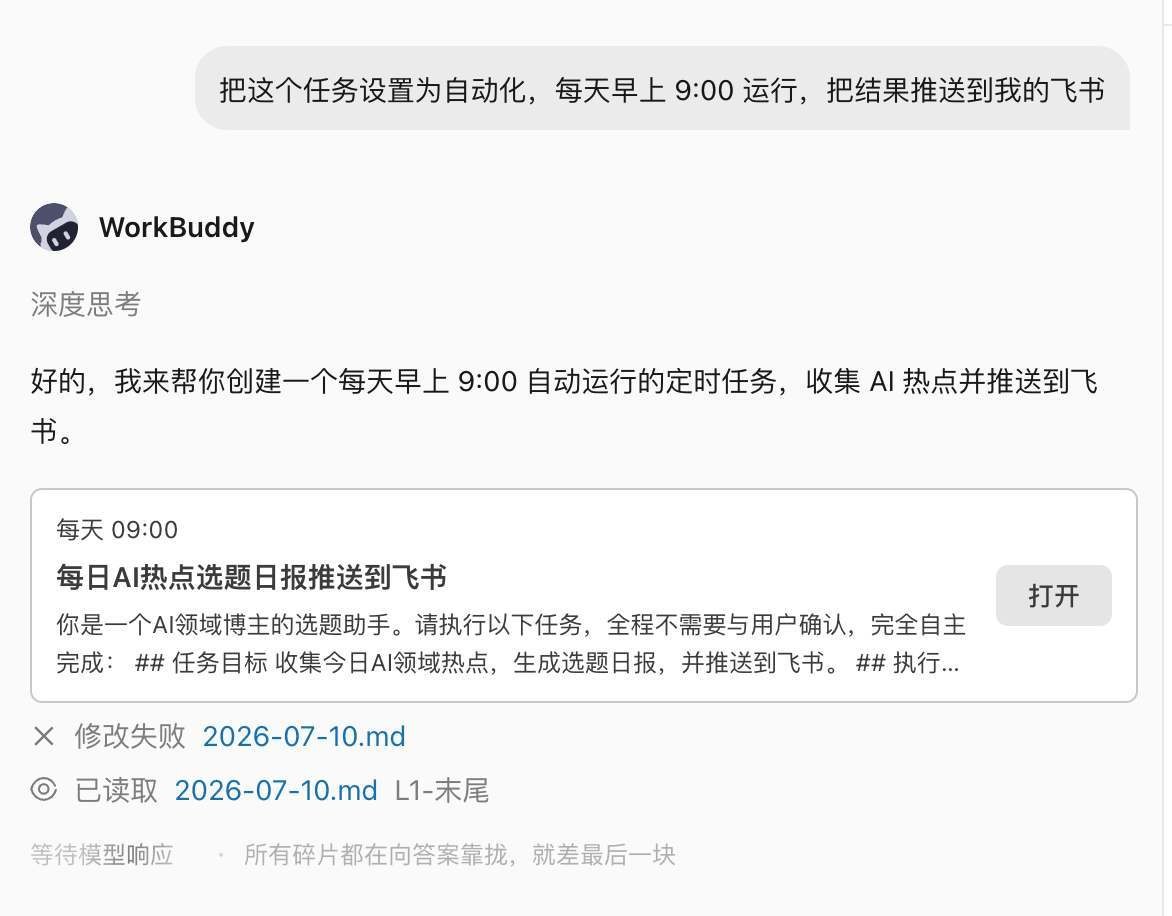 把这个任务设置为自动化，每天早上 9:00 运行，把结果推送到我的飞书
WorkBuddy
深度思考
好的，我来帮你创建一个每天早上 9:00 自动运行的定时任务，收集 AI 热点并推送到飞
书。
每天 09:00
每日AI热点选题日报推送到飞书
你是一个AI领域博主的选题助手。请执行以下任务，全程不需要与用户确认，完全自主
完成： ## 任务目标 收集今日AI领域热点，生成选题日报，并推送到飞书。 ## 执行...
打开
修改失败 2026-07-10.md
已读取 2026-07-10.md L1-末尾
等待模型响应 · 所有碎片都在向答案靠拢，就差最后一块